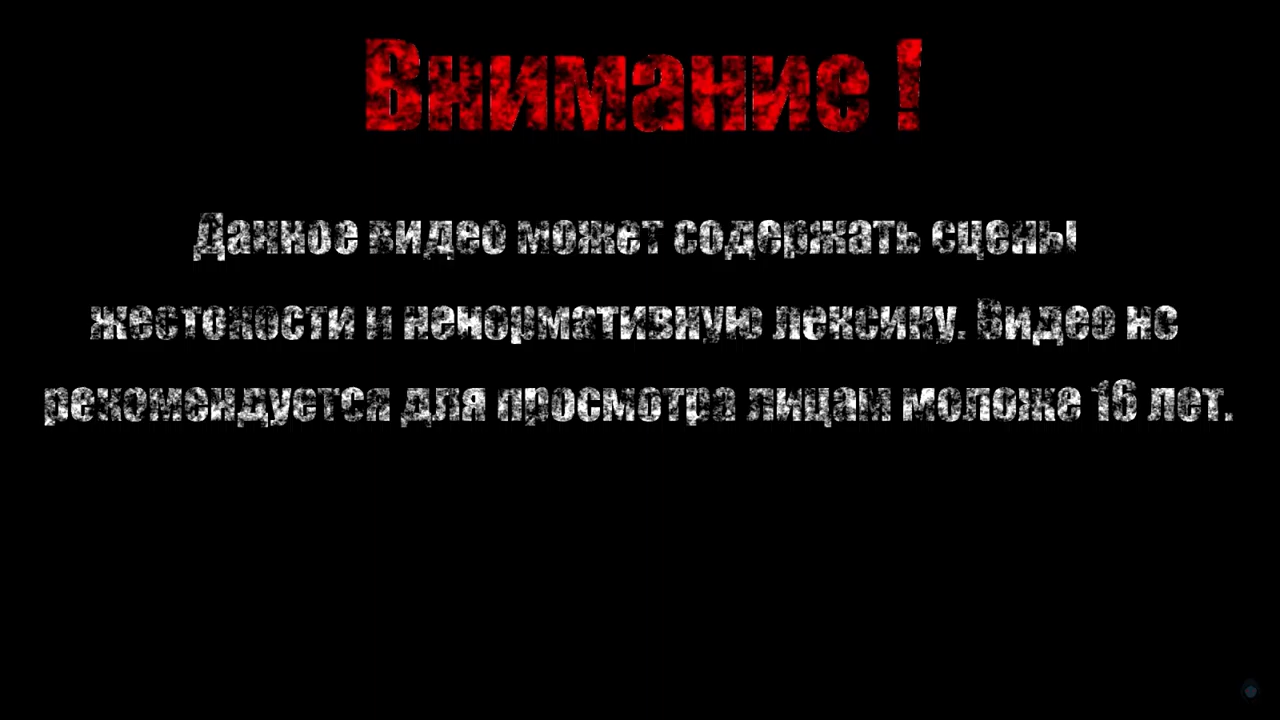 Внимание !
Данное видео может содержать сцены
жестокости и ненормативную лексику. Видео не
рекомендуется для просмотра лицам моложе 16 лет.